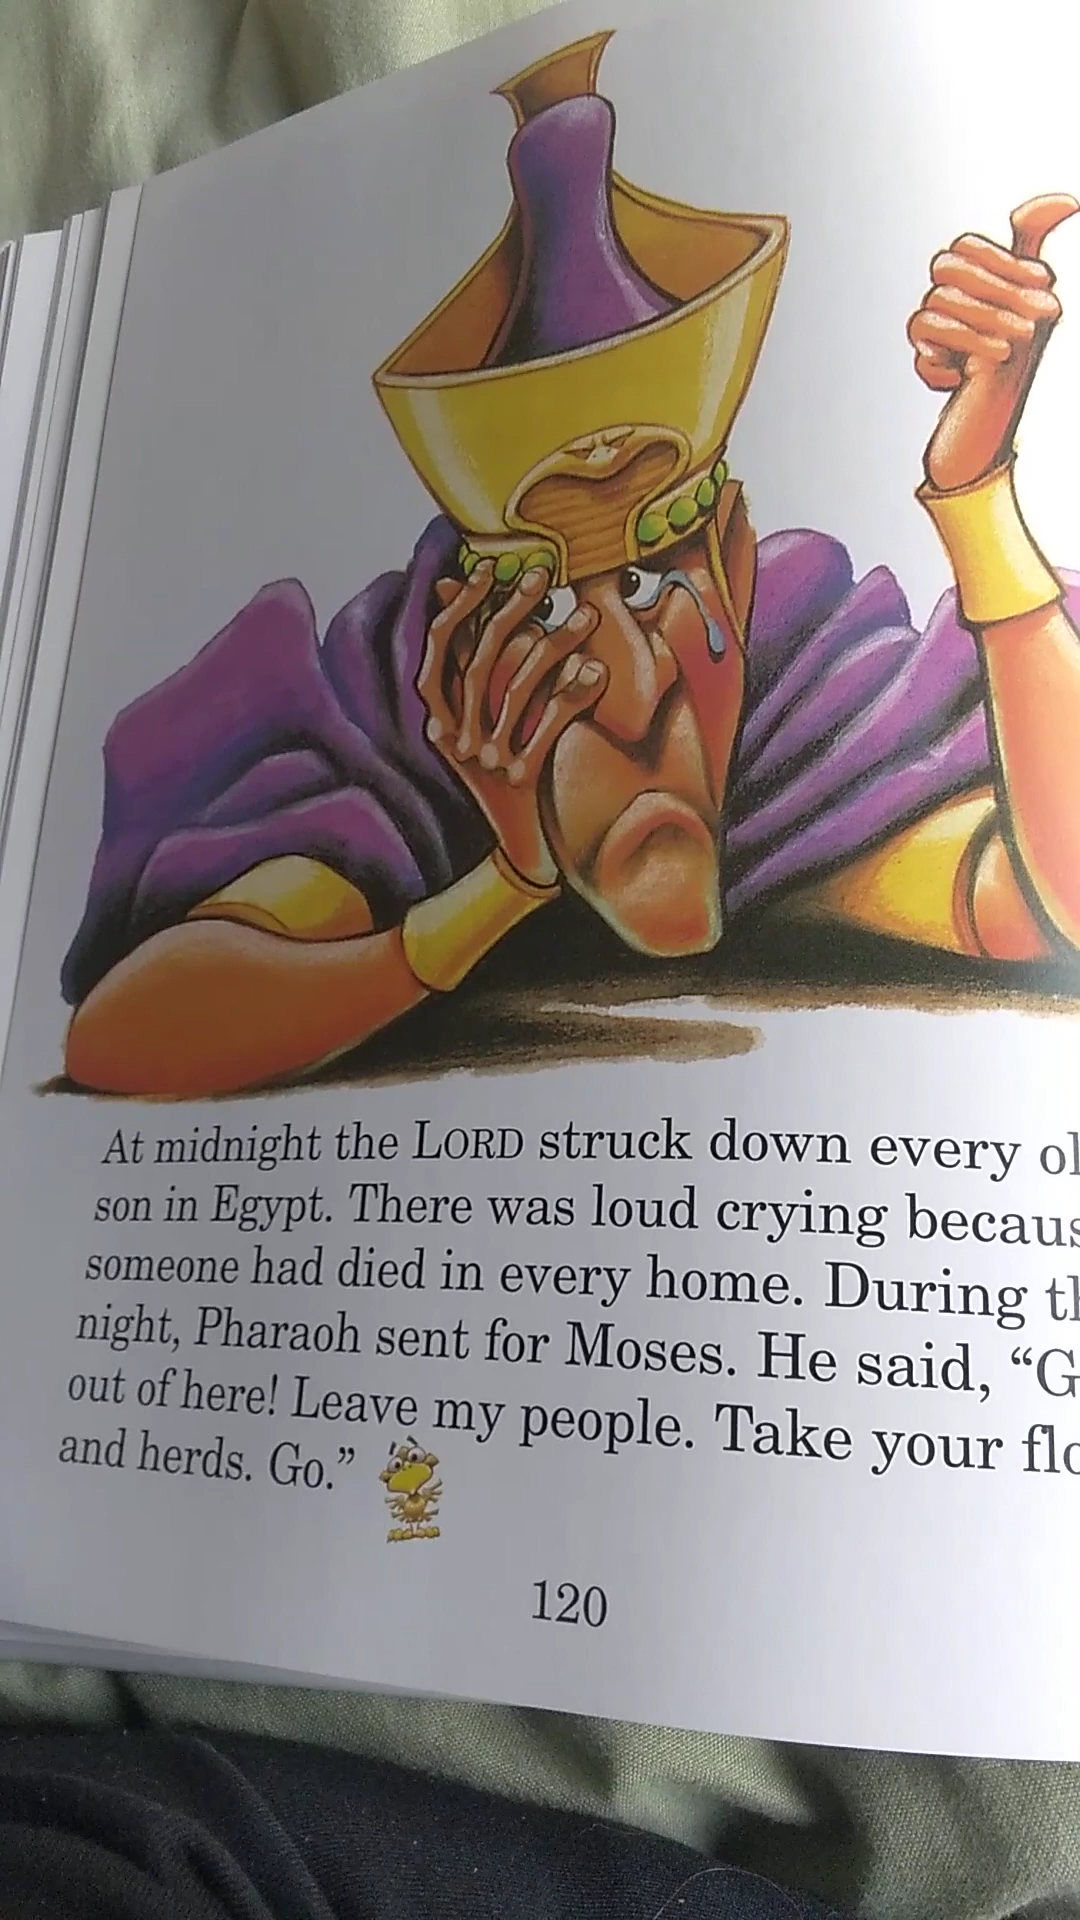 At midnight the LORD struck down every
son in Egypt. There was loud crying
someone had died in every home. During
night, Pharaoh sent for Moses. He said,
out of here! Leave my people. Take your
and herds. Go.”
120